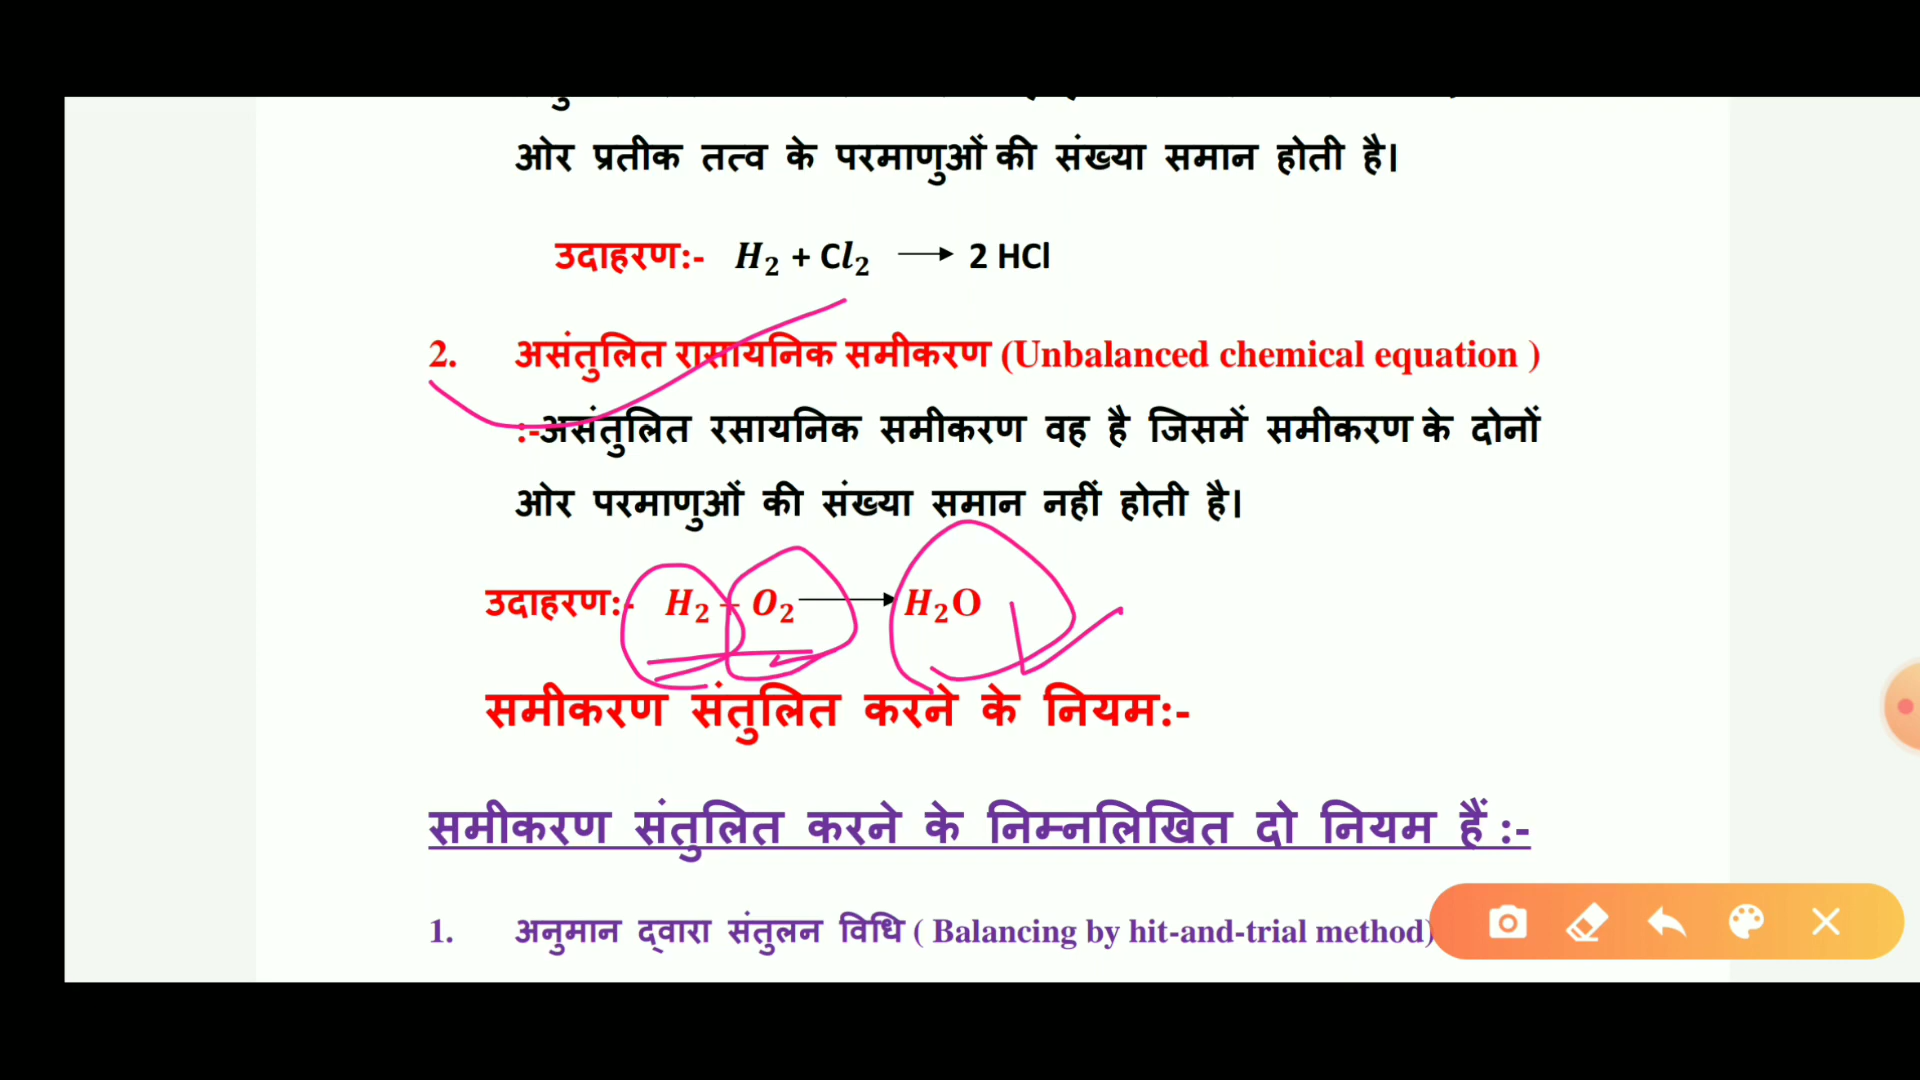 ओर प्रतीक तत्व के परमाणुओं की संख्या समान होती है।
उदाहरण:- H₂ + Cl₂ ⟶ 2 HCl
2. असंतुलित रासायनिक समीकरण (Unbalanced chemical equation )
:-असंतुलित रसायनिक समीकरण वह है जिसमें समीकरण के दोनों
ओर परमाणुओं की संख्या समान नहीं होती है।
उदाहरण:- H₂ + O₂ ⟶ H₂O
समीकरण संतुलित करने के नियम:-
समीकरण संतुलित करने के निम्नलिखित दो नियम हैं :-
1. अनुमान द्वारा संतुलन विधि ( Balancing by hit-and-trial method)